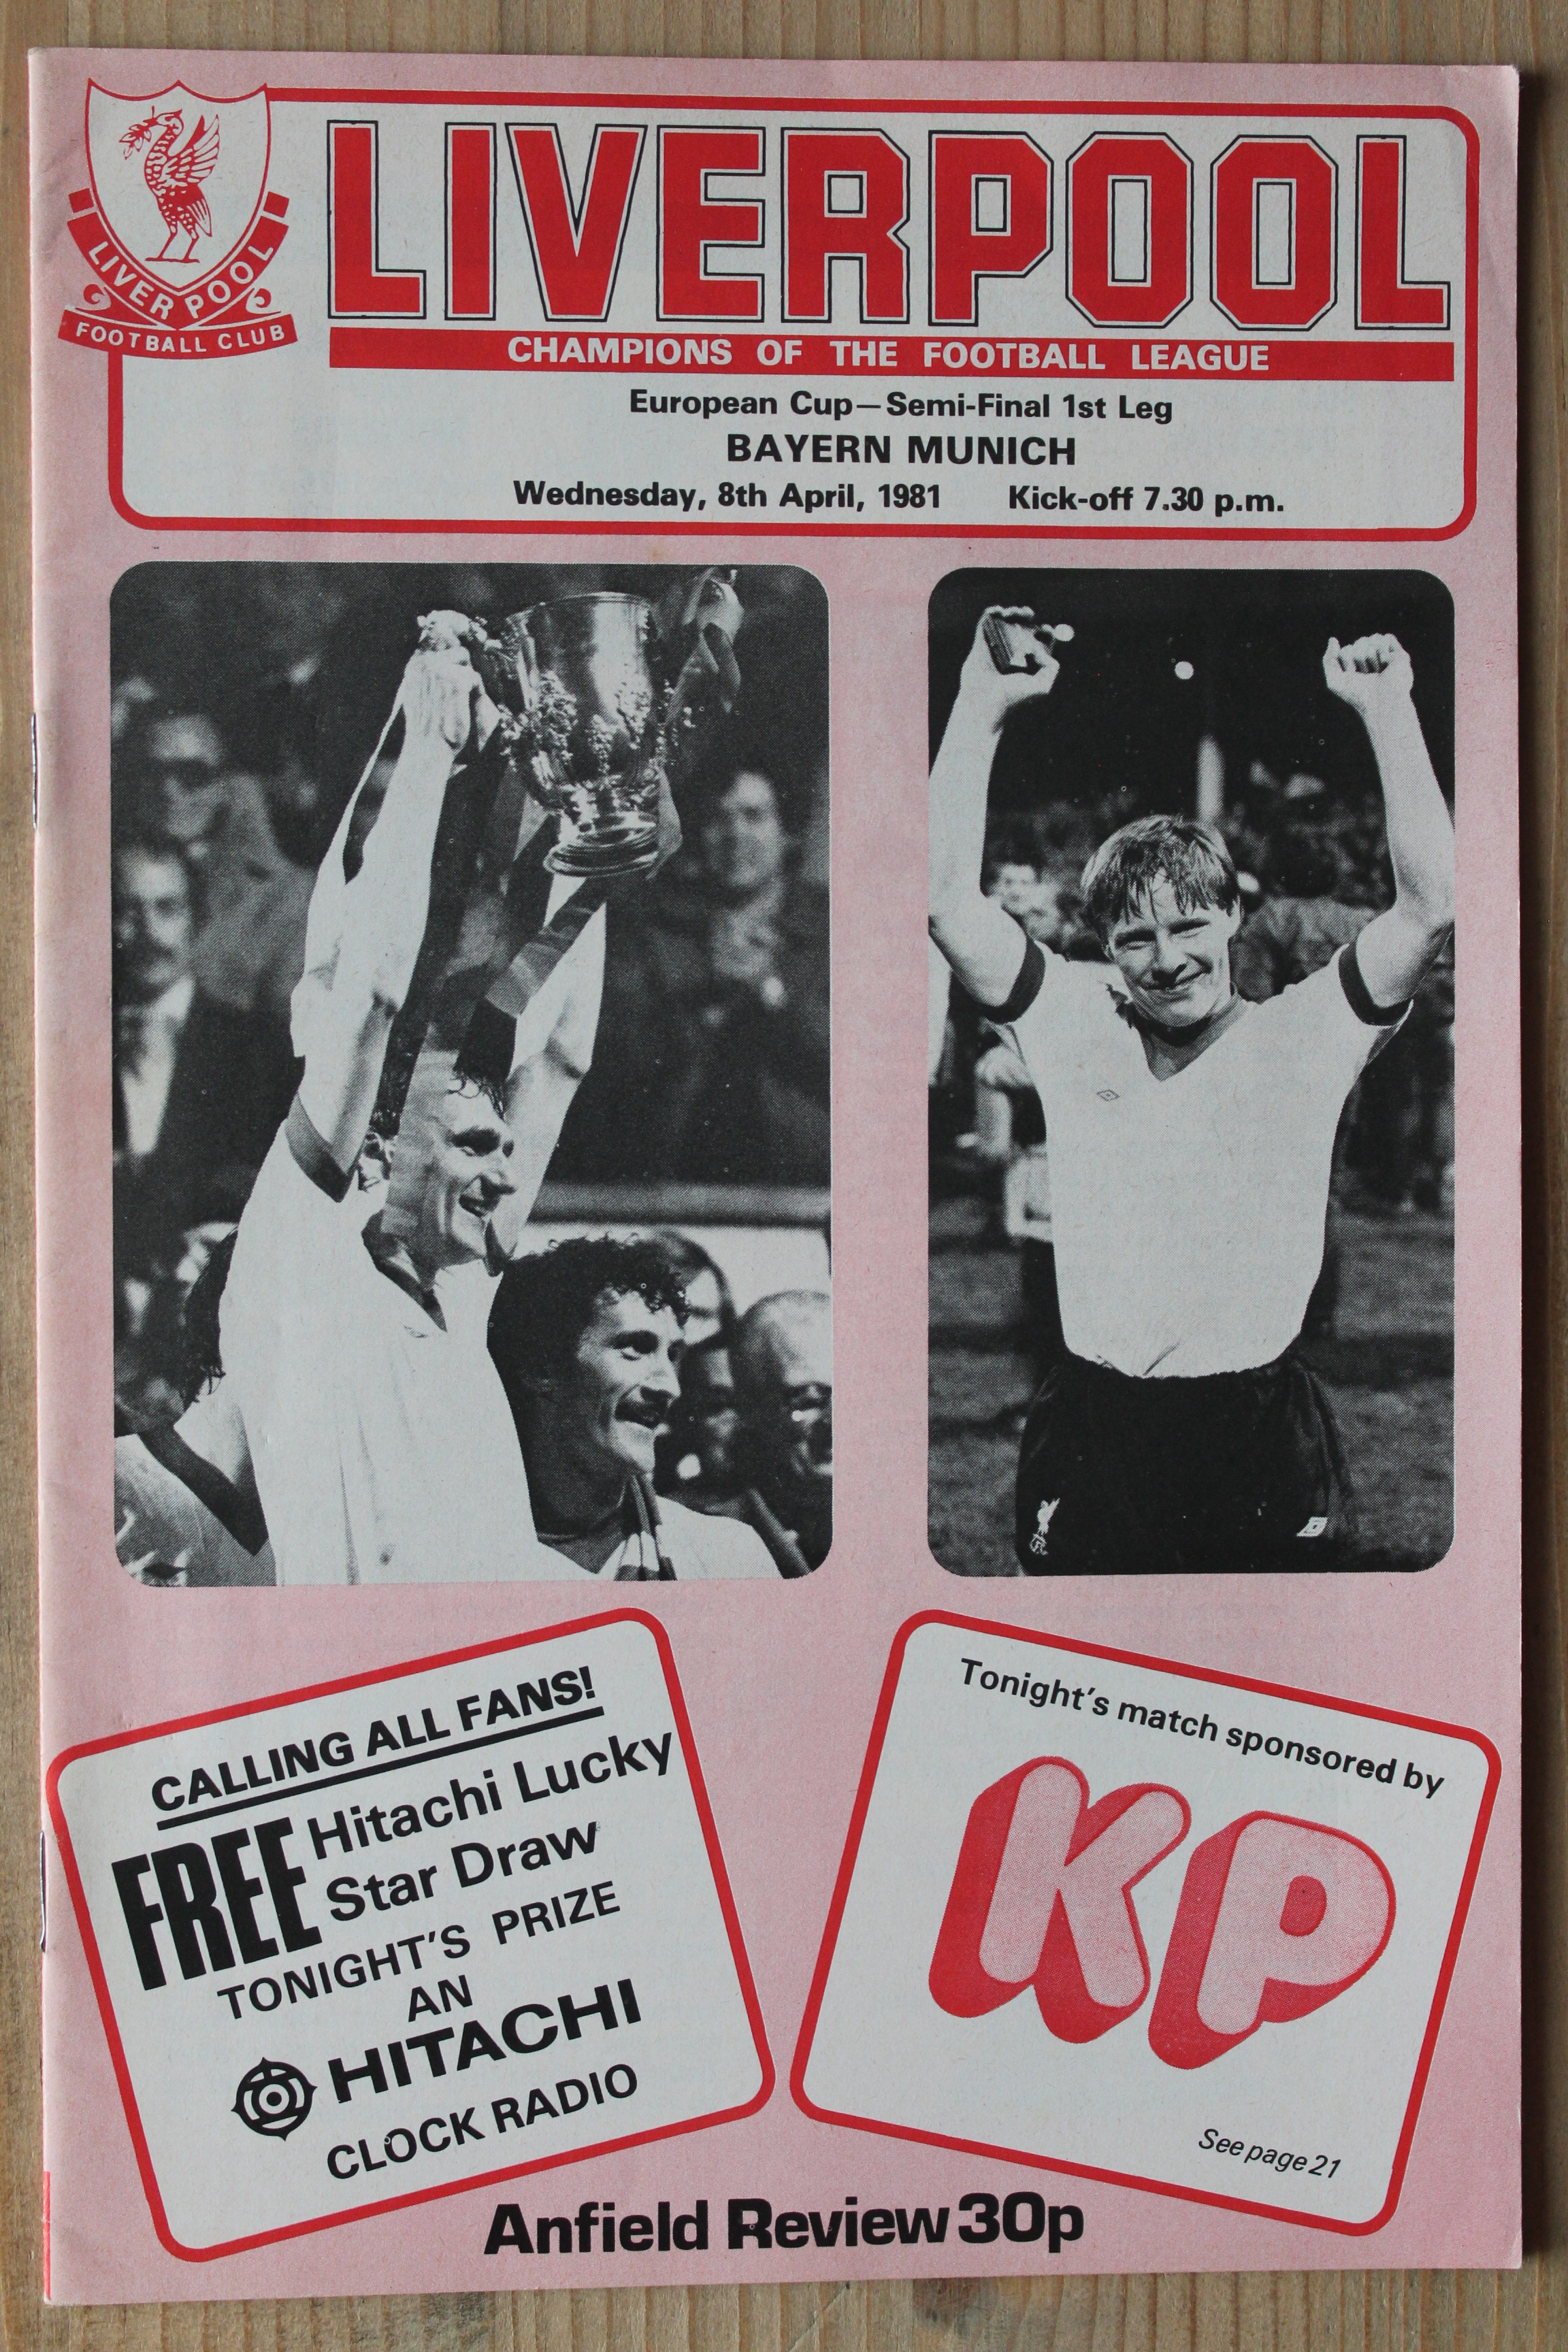 LIVERPOOL
FOOTBALL CLUB
LIVERPOOL
CHAMPIONS OF THE FOOTBALL LEAGUE
European Cup—Semi-Final 1st Leg
BAYERN MUNICH
Wednesday, 8th April, 1981 Kick-off 7.30 p.m.
CALLING ALL FANS!
FREE Hitachi Lucky
Star Draw
TONIGHT'S PRIZE
AN
HITACHI
CLOCK RADIO
Tonight's match sponsored by
KP
See page 21
Anfield Review 30p